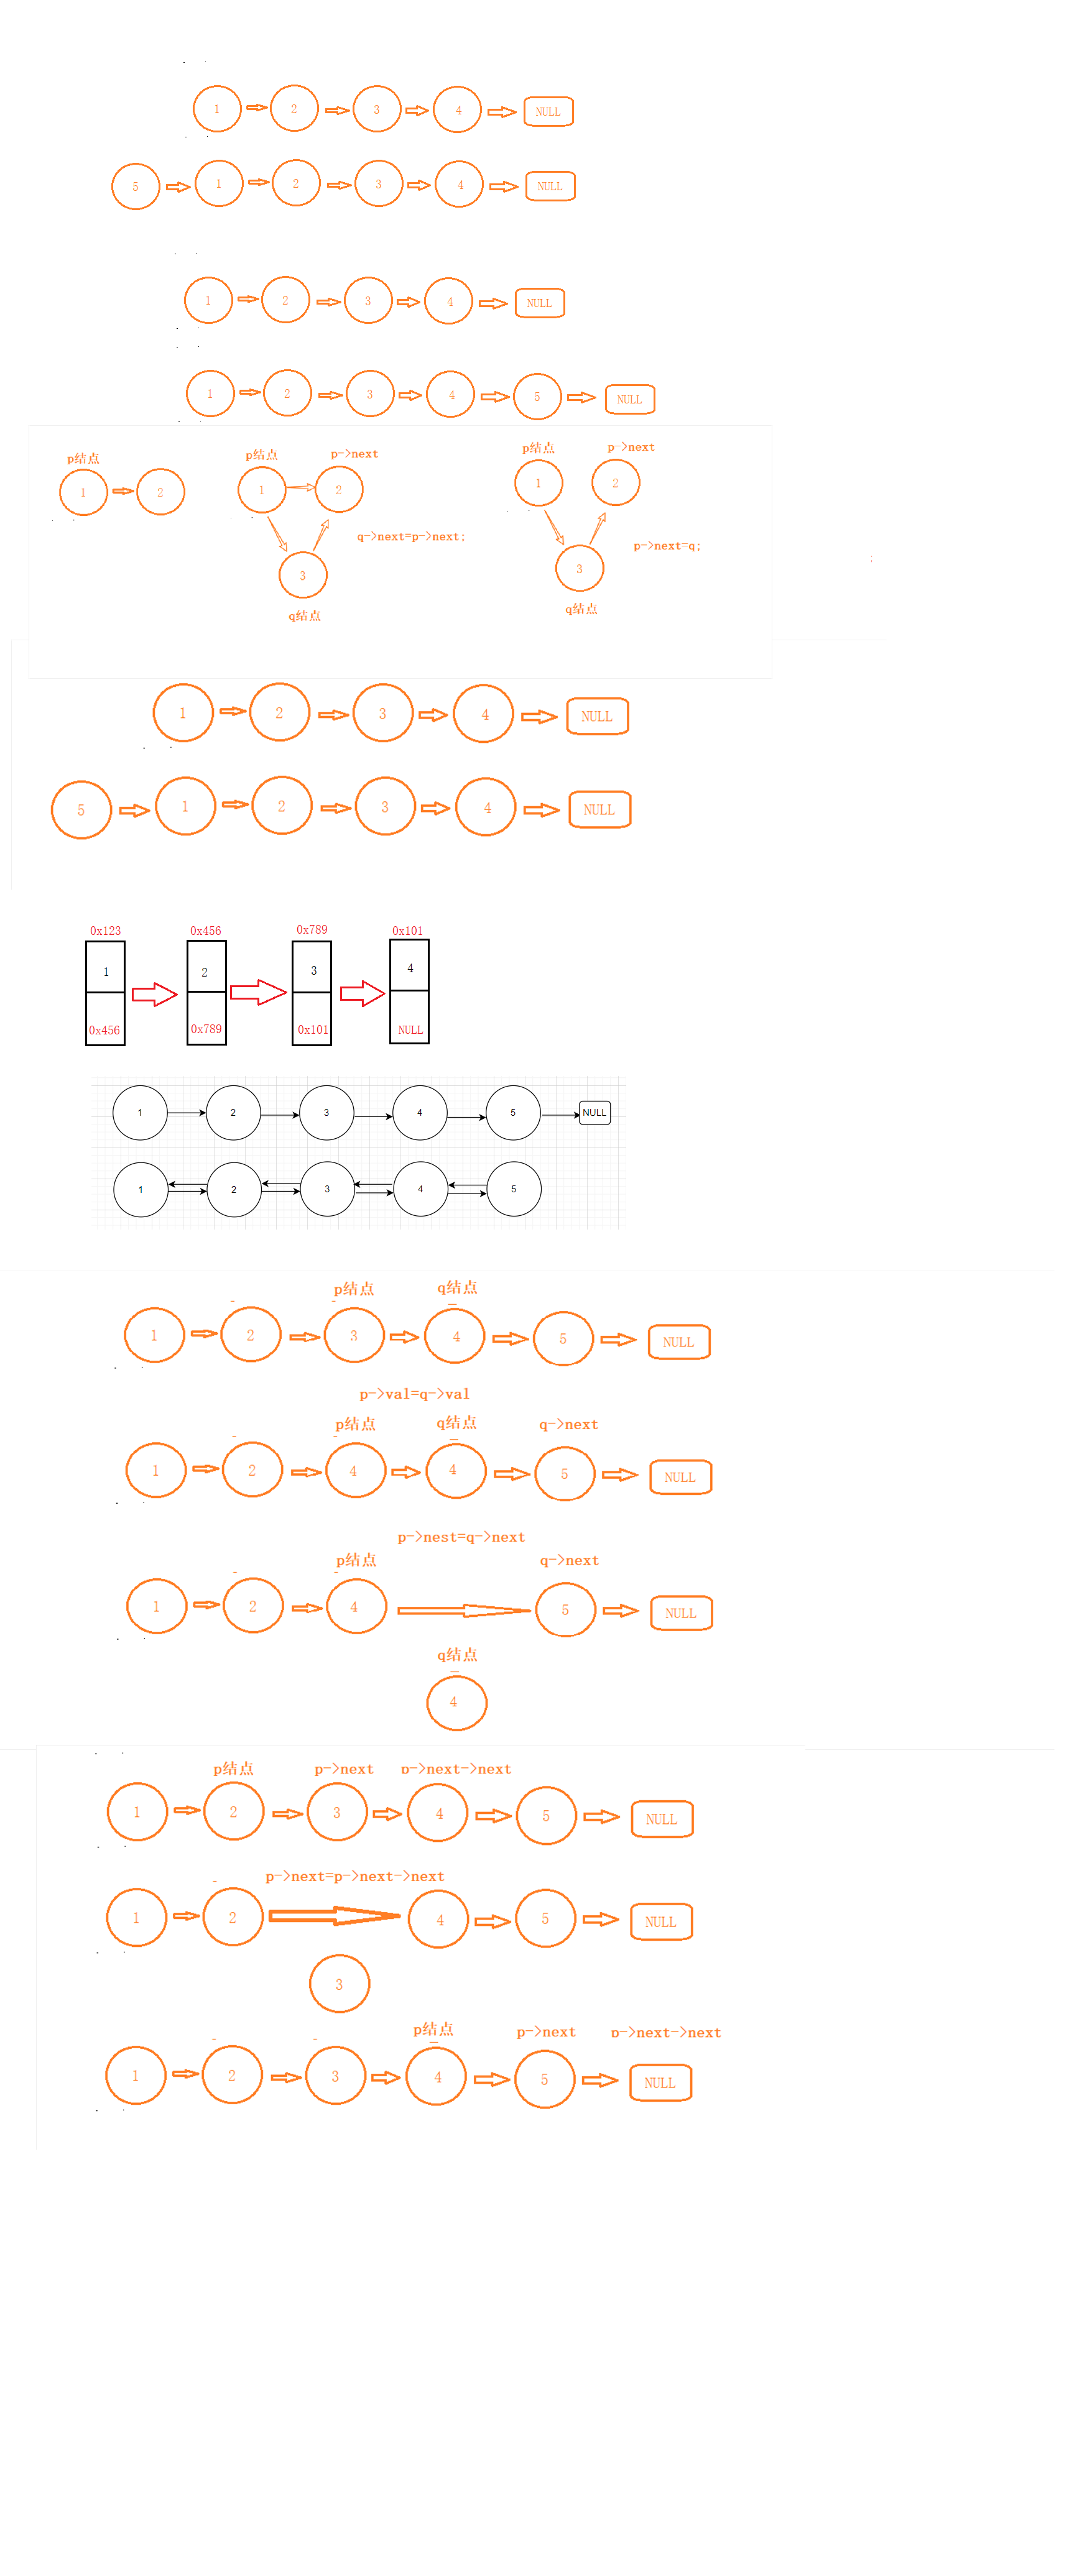 1 2 3 4 NULL
5 1 2 3 4 NULL
1 2 3 4 NULL
1 2 3 4 5 NULL
p结点 p结点 p->next p结点 p->next
1 2 1 2 1 2
q->next=p->next; p->next=q;
3 3
q结点 q结点
1 2 3 4 NULL
5 1 2 3 4 NULL
0x123 0x456 0x789 0x101
1 2 3 4
0x456 0x789 0x101 NULL
1 2 3 4 5 NULL
1 2 3 4 5
p结点 q结点
1 2 3 4 5 NULL
p->val=q->val
p结点 q结点 q->next
1 2 4 4 5 NULL
p->nest=q->next
p结点 q->next
1 2 4 5 NULL
q结点
4
p结点 p->next p->next->next
1 2 3 4 5 NULL
p->next=p->next->next
1 2 4 5 NULL
3
p结点 p->next p->next->next
1 2 3 4 5 NULL